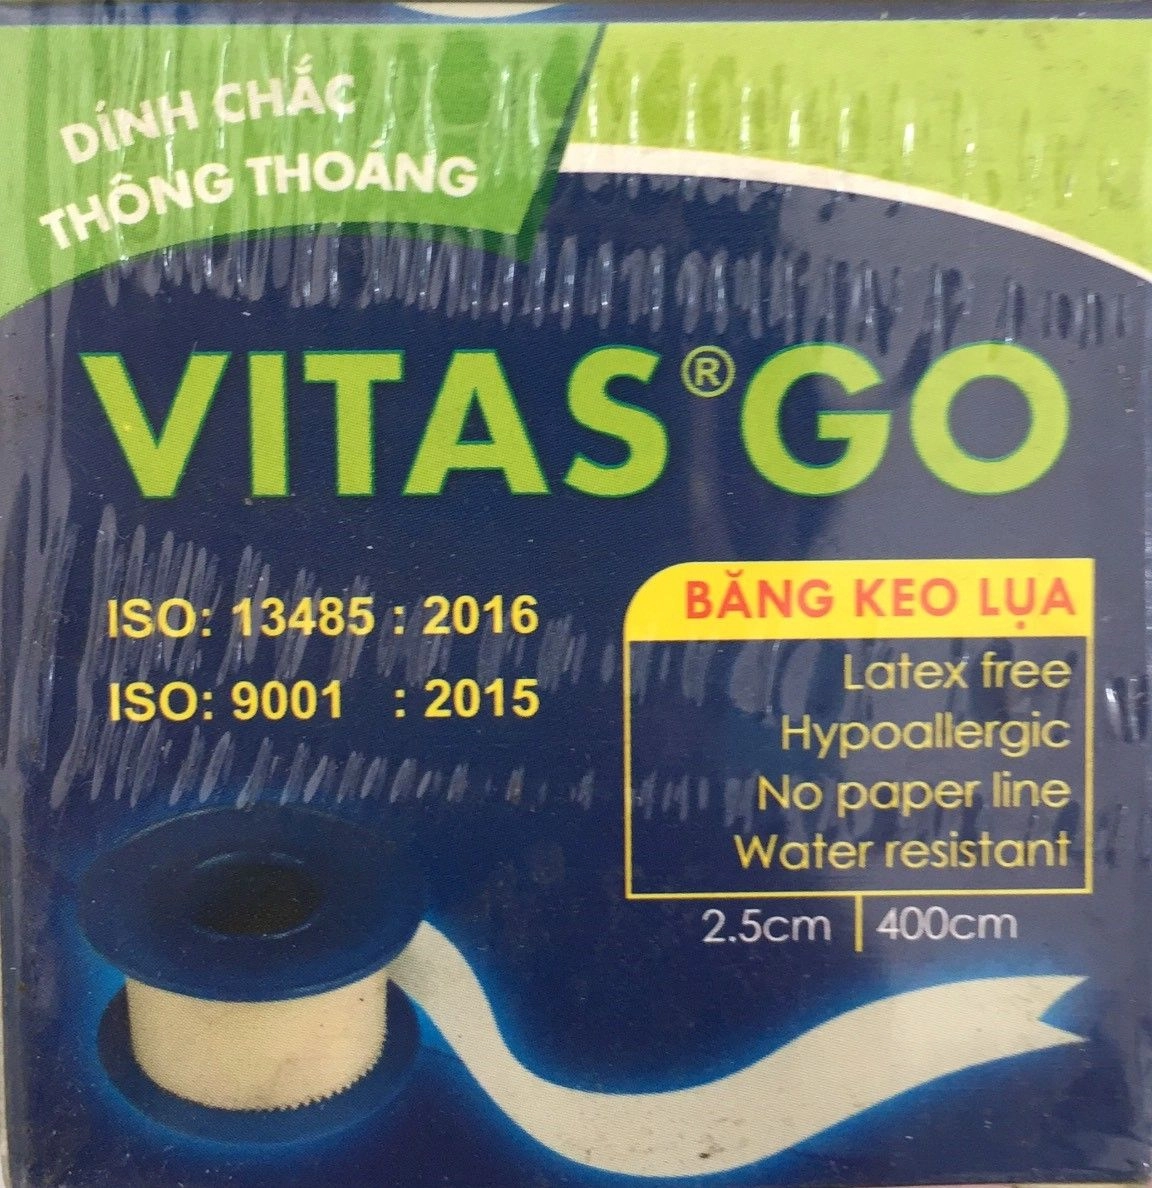 DÍNH CHẮC
THÔNG THOÁNG
VITAS® GO
ISO: 13485 : 2016
ISO: 9001 : 2015
BĂNG KEO LỤA
Latex free
Hypoallergic
No paper line
Water resistant
2.5cm | 400cm